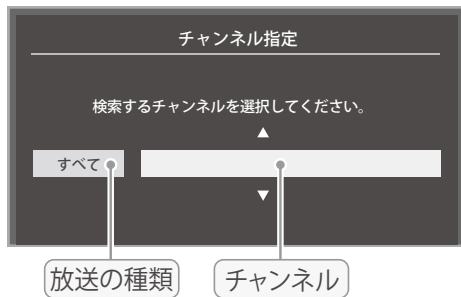 チャンネル指定
検索するチャンネルを選択してください。
▲
すべて
▼
放送の種類 チャンネル